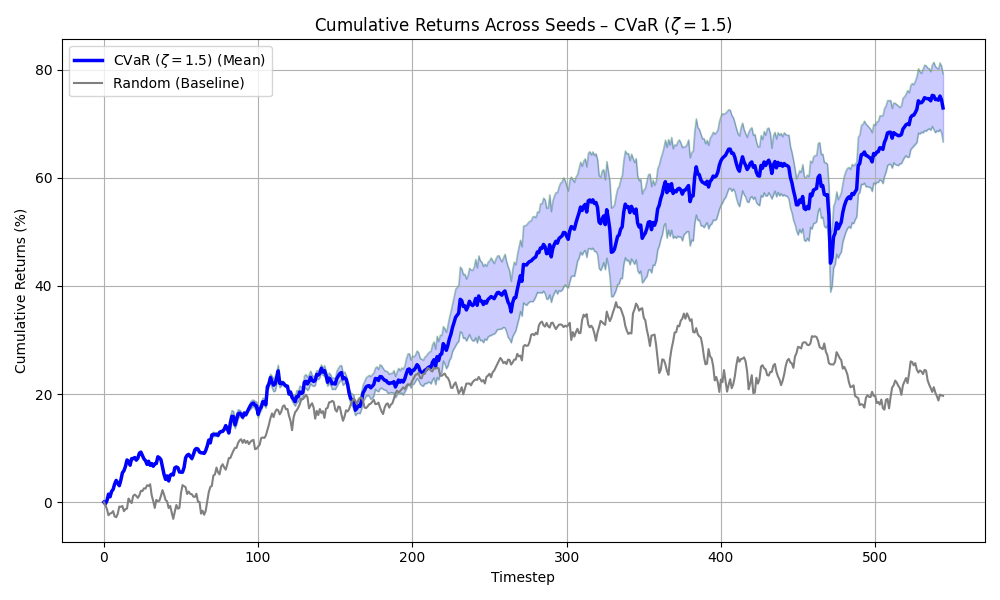 Cumulative Returns Across Seeds – CVaR (ζ = 1.5)
CVaR (ζ = 1.5) (Mean)
Random (Baseline)
Cumulative Returns (%)
80
60
40
20
0
0 100 200 300 400 500
Timestep